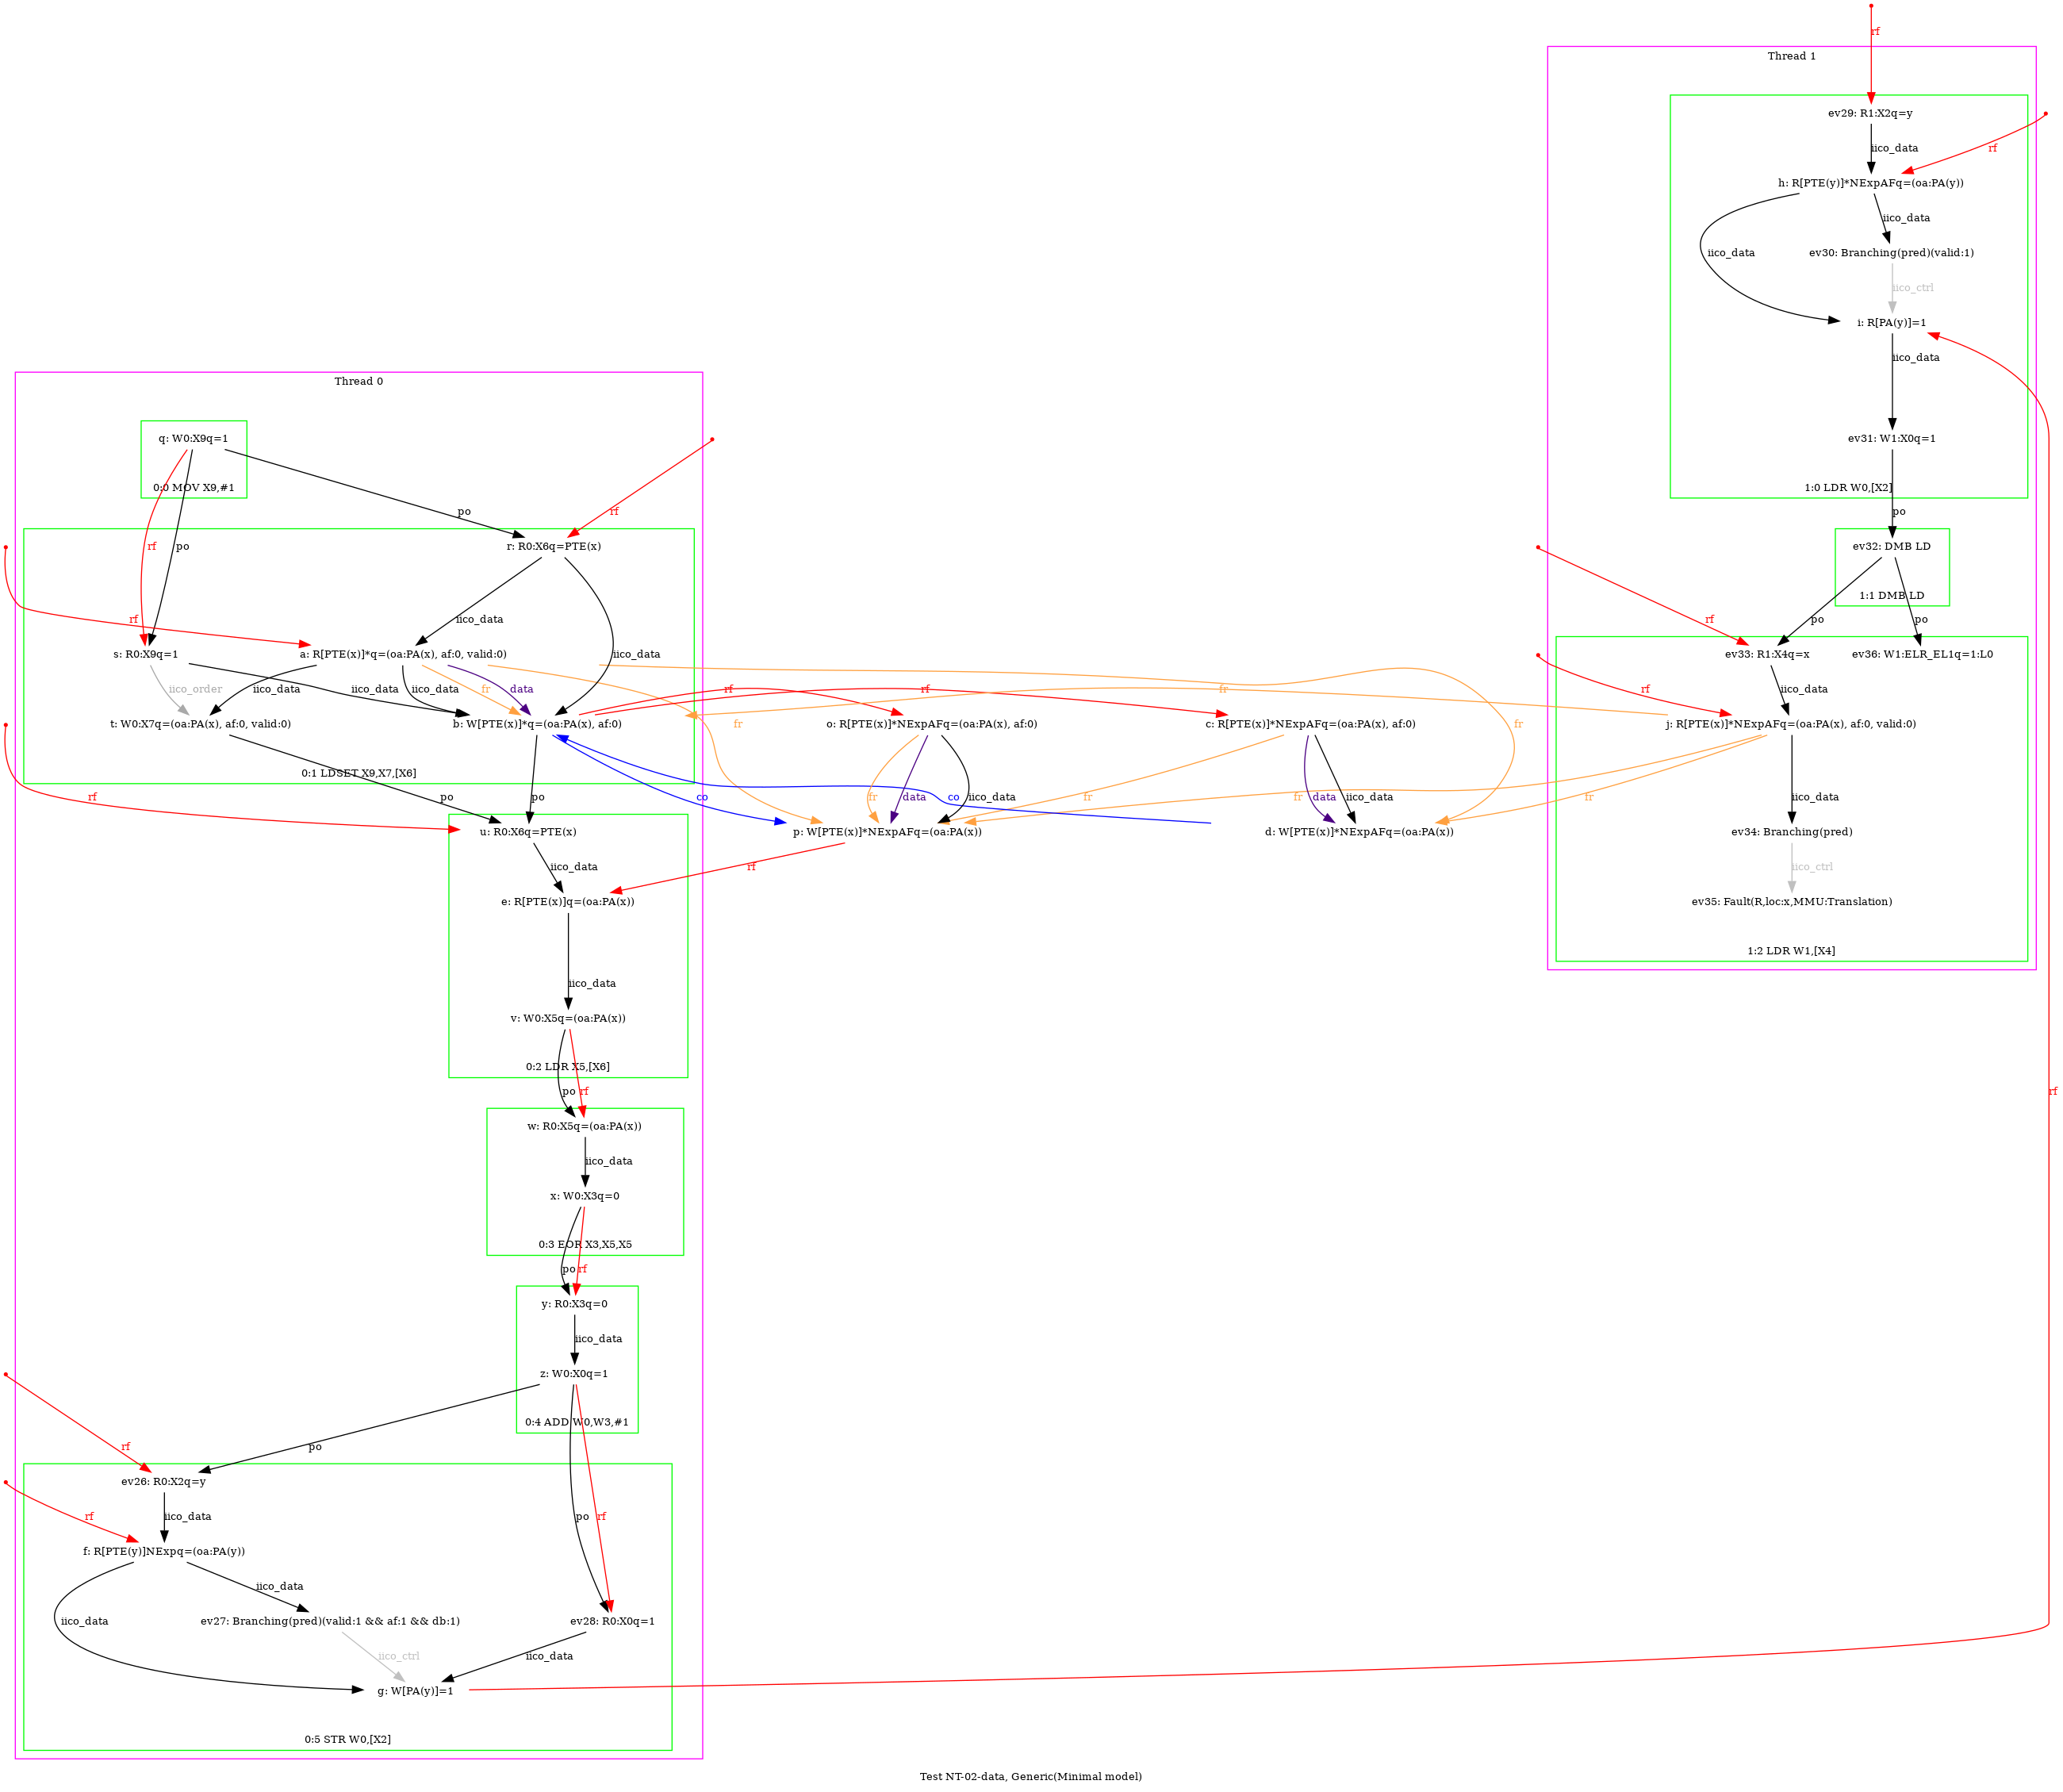 rf
Thread 1
ev29: R1:X2q=y
iico_data
rf
h: R[PTE(y)]*NExpAFq=(oa:PA(y))
iico_data
iico_data
ev30: Branching(pred)(valid:1)
iico_ctrl
i: R[PA(y)]=1
iico_data
ev31: W1:X0q=1
1:0 LDR W0,[X2]
po
ev32: DMB LD
1:1 DMB LD
po
po
rf
ev33: R1:X4q=x
ev36: W1:ELR_EL1q=1:L0
rf
iico_data
j: R[PTE(x)]*NExpAFq=(oa:PA(x), af:0, valid:0)
iico_data
ev34: Branching(pred)
iico_ctrl
ev35: Fault(R,loc:x,MMU:Translation)
1:2 LDR W1,[X4]
Thread 0
q: W0:X9q=1
0:0 MOV X9,#1
po
rf
rf
po
r: R0:X6q=PTE(x)
rf
iico_data
iico_data
s: R0:X9q=1
a: R[PTE(x)]*q=(oa:PA(x), af:0, valid:0)
iico_order
iico_data
iico_data
iico_data
fr
data
t: W0:X7q=(oa:PA(x), af:0, valid:0)
b: W[PTE(x)]*q=(oa:PA(x), af:0)
0:1 LDSET X9,X7,[X6]
rf
rf
fr
fr
fr
o: R[PTE(x)]*NExpAFq=(oa:PA(x), af:0)
c: R[PTE(x)]*NExpAFq=(oa:PA(x), af:0)
rf
po
po
co
co
fr
data
iico_data
fr
data
iico_data
fr
fr
u: R0:X6q=PTE(x)
p: W[PTE(x)]*NExpAFq=(oa:PA(x))
d: W[PTE(x)]*NExpAFq=(oa:PA(x))
iico_data
rf
e: R[PTE(x)]q=(oa:PA(x))
iico_data
v: W0:X5q=(oa:PA(x))
0:2 LDR X5,[X6]
po
rf
rf
w: R0:X5q=(oa:PA(x))
iico_data
x: W0:X3q=0
0:3 EOR X3,X5,X5
po
rf
y: R0:X3q=0
iico_data
z: W0:X0q=1
0:4 ADD W0,W3,#1
rf
po
ev26: R0:X2q=y
po
rf
rf
iico_data
f: R[PTE(y)]NExpq=(oa:PA(y))
iico_data
iico_data
ev27: Branching(pred)(valid:1 && af:1 && db:1)
ev28: R0:X0q=1
iico_ctrl
iico_data
g: W[PA(y)]=1
0:5 STR W0,[X2]
Test NT-02-data, Generic(Minimal model)